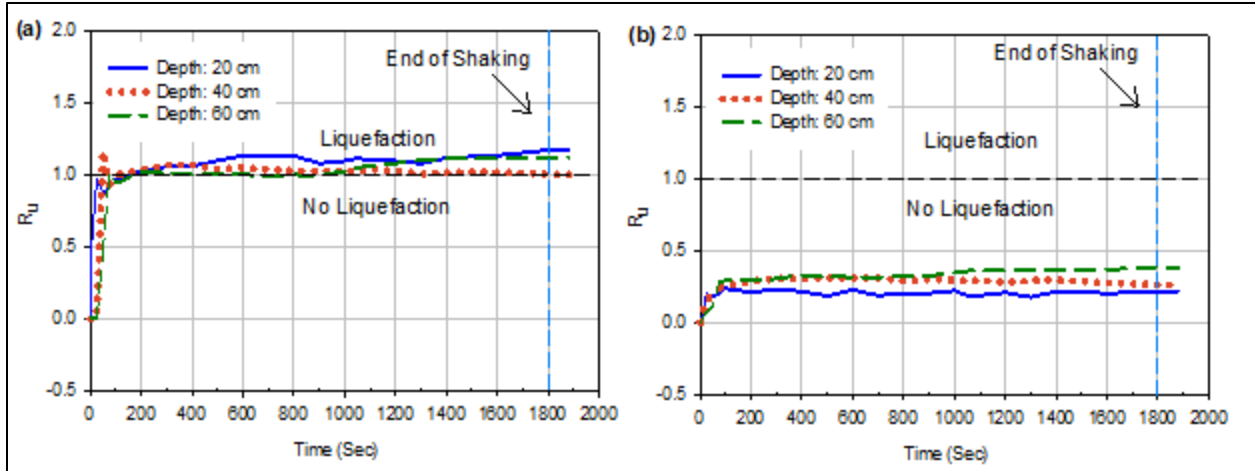 (a)
2.0
1.5
1.0
0.5
0.0
-0.5
Ru
Depth: 20 cm
Depth: 40 cm
Depth: 60 cm
End of Shaking
Liquefaction
No Liquefaction
0 200 400 600 800 1000 1200 1400 1600 1800 2000
Time (Sec)
(b)
2.0
1.5
1.0
0.5
0.0
-0.5
Ru
Depth: 20 cm
Depth: 40 cm
Depth: 60 cm
End of Shaking
Liquefaction
No Liquefaction
0 200 400 600 800 1000 1200 1400 1600 1800 2000
Time (Sec)